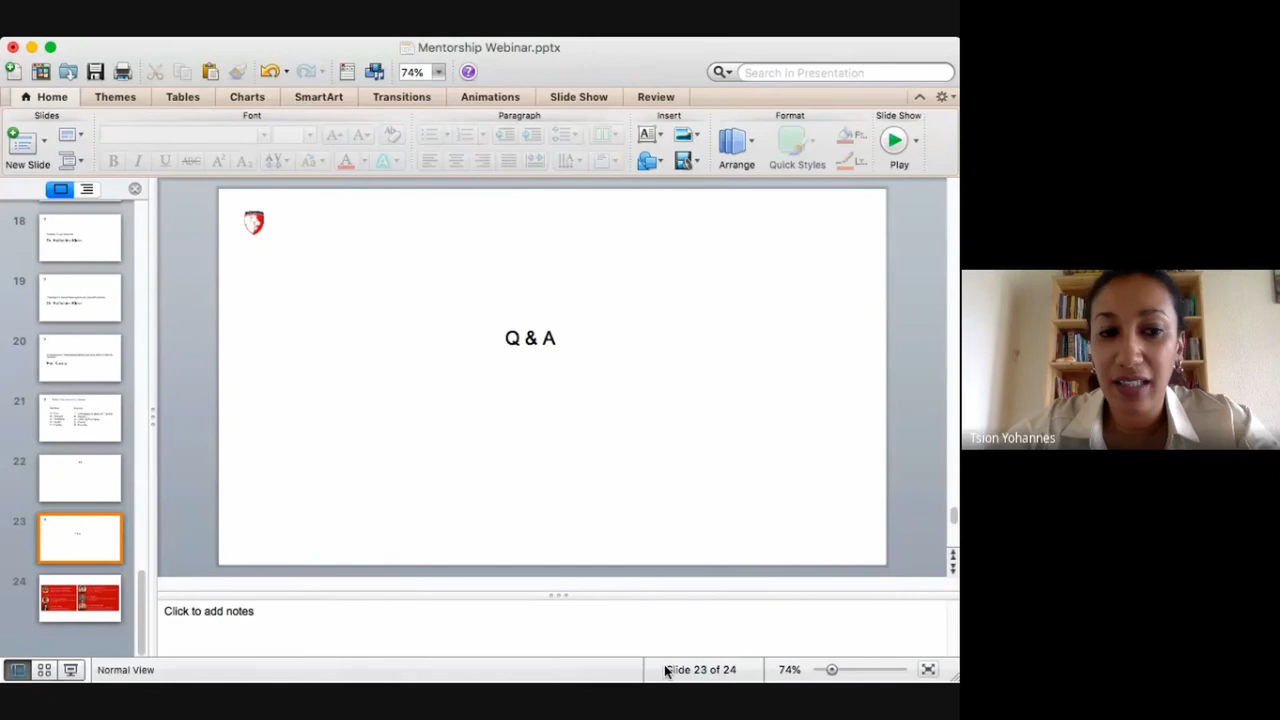 Mentorship Webinar.pptx
74%
Search in Presentation
Home
Themes
Tables
Charts
SmartArt
Transitions
Animations
Slide Show
Review
Slides
Font
Paragraph
Insert
Format
Slide Show
New Slide
Arrange
Quick Styles
Play
18
19
20
21
22
23
24
Q & A
Tsion Yohannes
Click to add notes
Normal View
Slide 23 of 24
74%